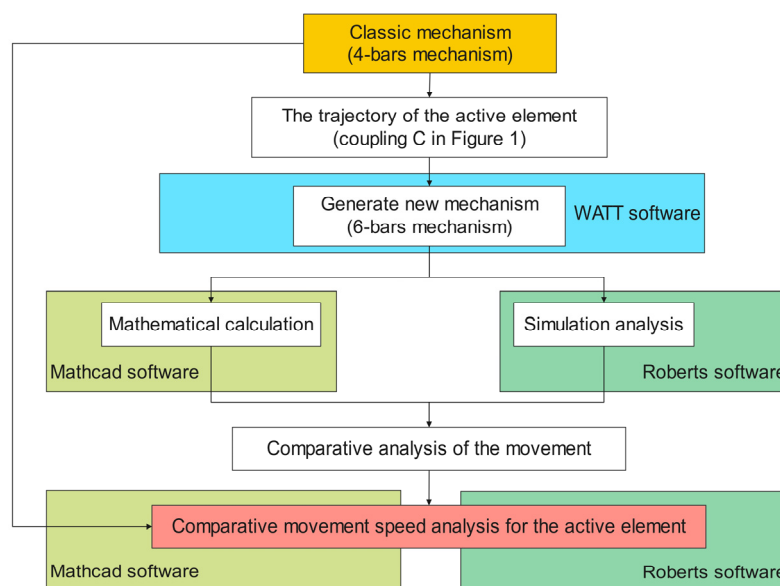 Classic mechanism
(4-bars mechanism)
The trajectory of the active element
(coupling C in Figure 1)
Generate new mechanism
(6-bars mechanism)
WATT software
Mathematical calculation
Mathcad software
Simulation analysis
Roberts software
Comparative analysis of the movement
Comparative movement speed analysis for the active element
Mathcad software
Roberts software